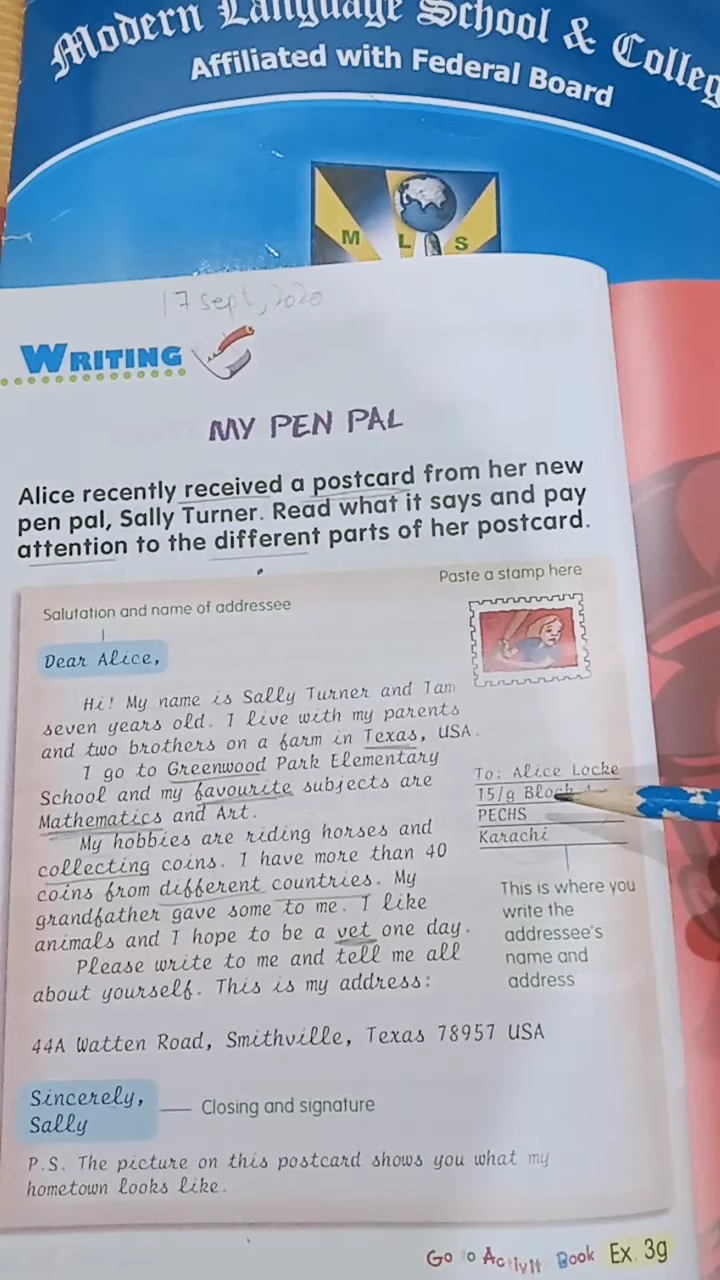 Modern Language School & Colleg
Affiliated with Federal Board
M L S
17 sept, 2020
WRITING
MY PEN PAL
Alice recently received a postcard from her new
pen pal, Sally Turner. Read what it says and pay
attention to the different parts of her postcard.
Paste a stamp here
Salutation and name of addressee
Dear Alice,
Hi! My name is Sally Turner and I am
seven years old. I live with my parents
and two brothers on a farm in Texas, USA.
I go to Greenwood Park Elementary
School and my favourite subjects are
Mathematics and Art.
My hobbies are riding horses and
collecting coins. I have more than 40
coins from different countries. My
grandfather gave some to me. I like
animals and I hope to be a vet one day.
Please write to me and tell me all
about yourself. This is my address:
To: Alice Locke
15/g Block
PECHS
Karachi
This is where you
write the
addressee's
name and
address
44A Watten Road, Smithville, Texas 78957 USA
Sincerely,
Sally
Closing and signature
P.S. The picture on this postcard shows you what my
hometown looks like.
Go to Activity Book Ex. 3g